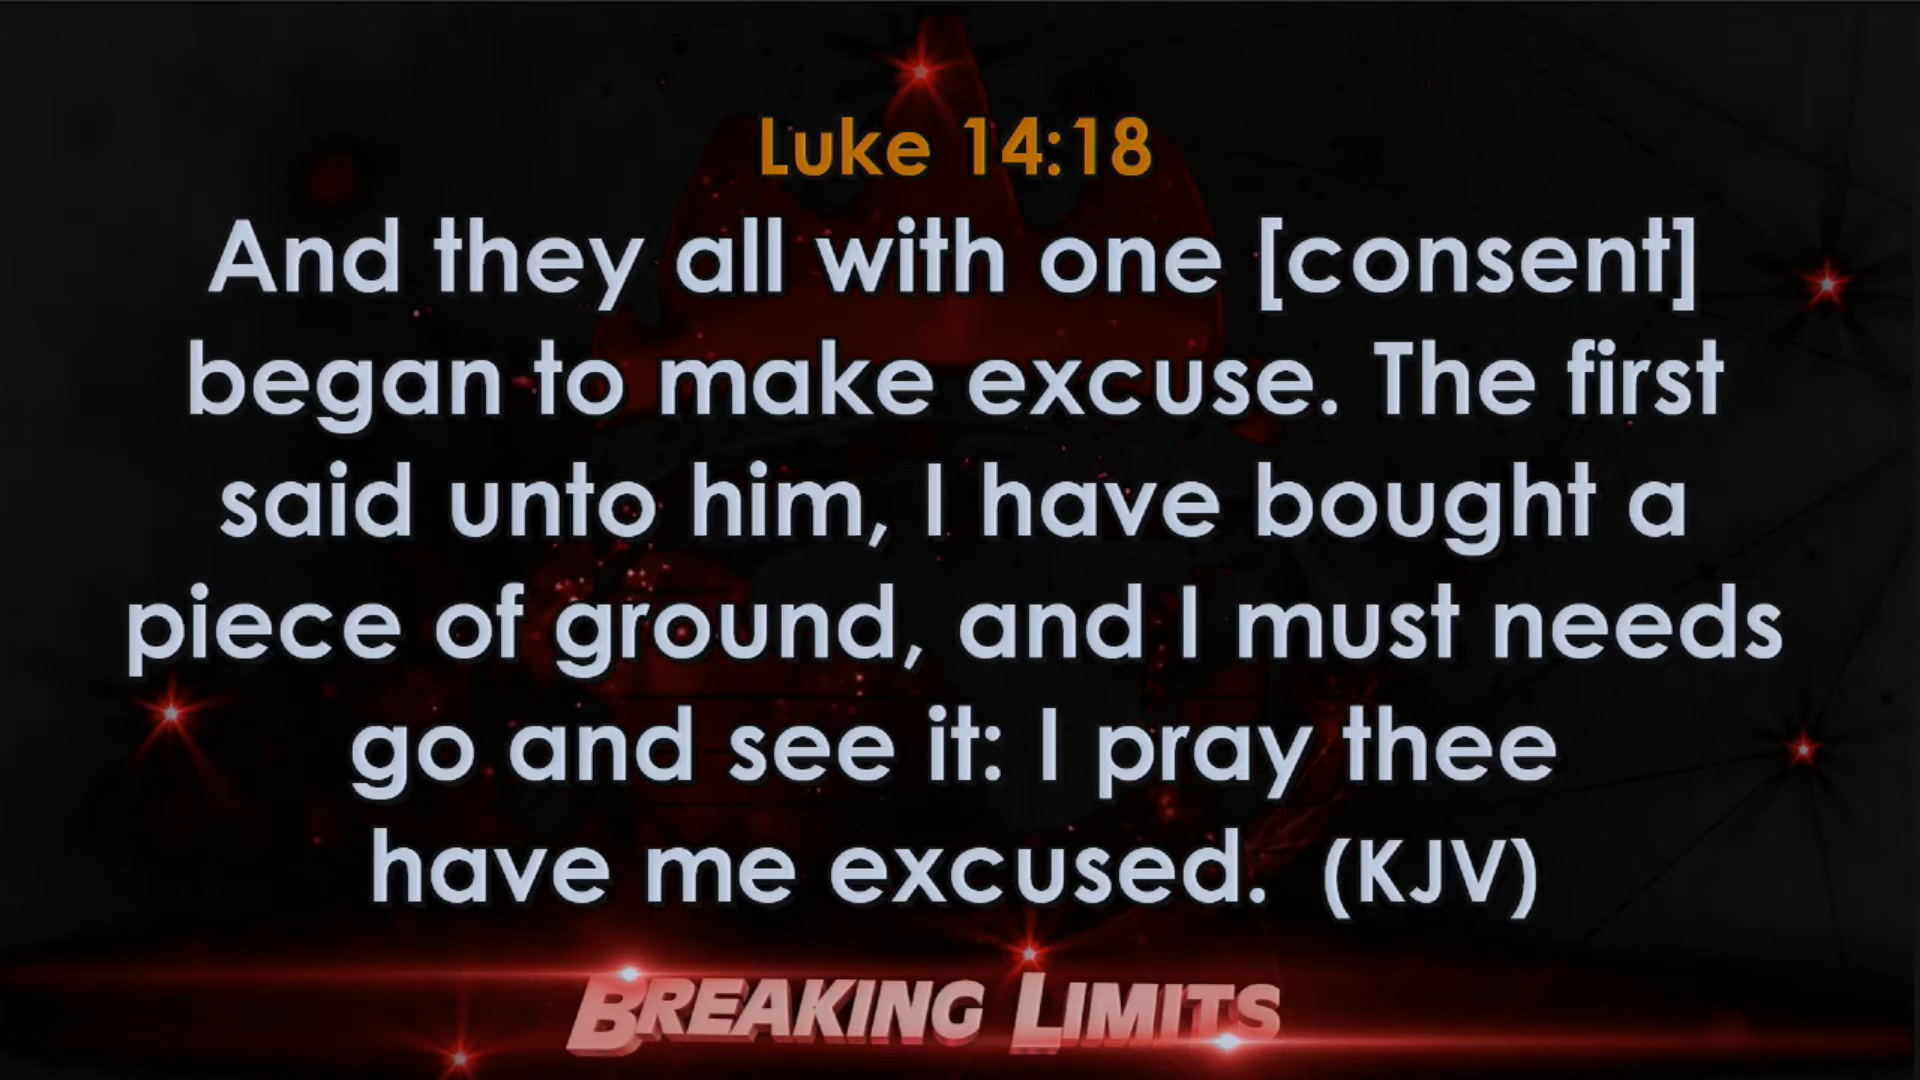 Luke 14:18
And they all with one [consent]
began to make excuse. The first
said unto him, I have bought a
piece of ground, and I must needs
go and see it: I pray thee
have me excused. (KJV)
BREAKING LIMITS